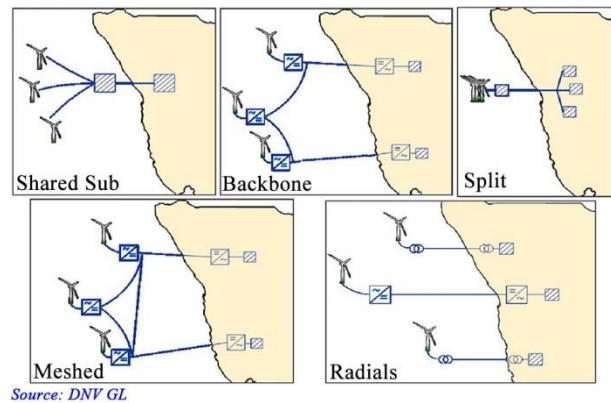 Shared Sub
Backbone
Split
Meshed
Radials
Source: DNV GL